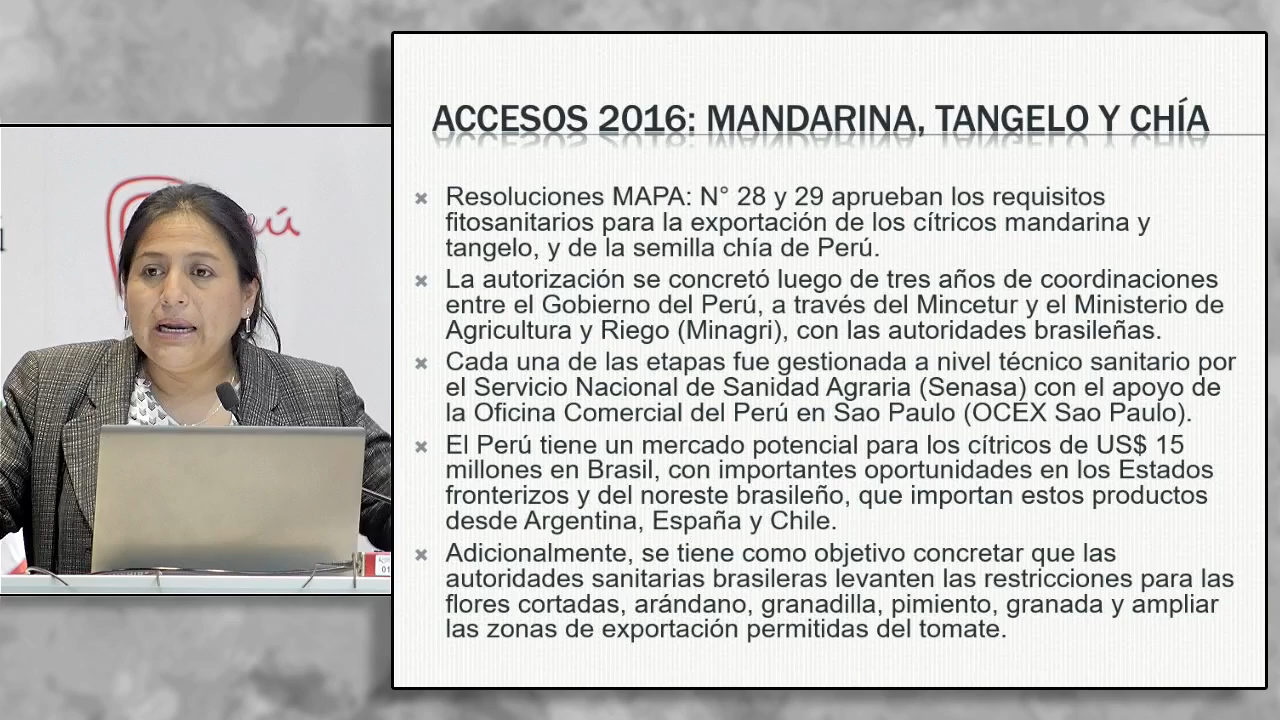 ACCESOS 2016: MANDARINA, TANGELO Y CHÍA
Resoluciones MAPA: N° 28 y 29 aprueban los requisitos
fitosanitarios para la exportación de los cítricos mandarina y
tangelo, y de la semilla chía de Perú.
La autorización se concretó luego de tres años de coordinaciones
entre el Gobierno del Perú, a través del Mincetur y el Ministerio de
Agricultura y Riego (Minagri), con las autoridades brasileñas.
Cada una de las etapas fue gestionada a nivel técnico sanitario por
el Servicio Nacional de Sanidad Agraria (Senasa) con el apoyo de
la Oficina Comercial del Perú en Sao Paulo (OCEX Sao Paulo).
El Perú tiene un mercado potencial para los cítricos de US$ 15
millones en Brasil, con importantes oportunidades en los Estados
fronterizos y del noreste brasileño, que importan estos productos
desde Argentina, España y Chile.
Adicionalmente, se tiene como objetivo concretar que las
autoridades sanitarias brasileras levanten las restricciones para las
flores cortadas, arándano, granadilla, pimiento, granada y ampliar
las zonas de exportación permitidas del tomate.